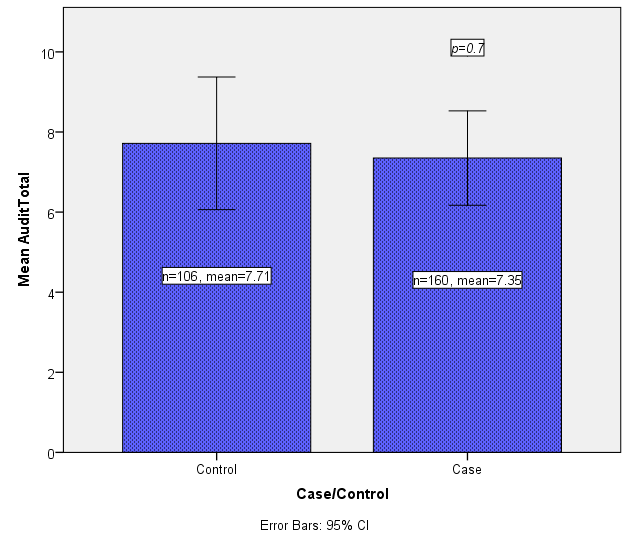 p=0.7
10
8
6
4
2
0
Mean AuditTotal
n=106, mean=7.71
n=160, mean=7.35
Control
Case
Case/Control
Error Bars: 95% CI